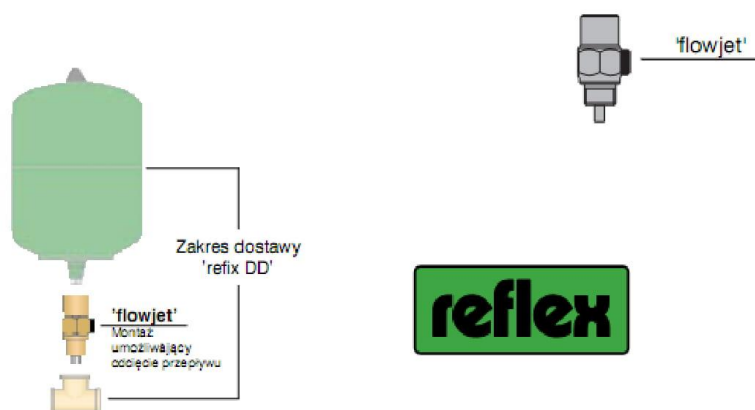 'flowjet'
Zakres dostawy
'refix DD'
reflex
'flowjet'
Montaż
umożliwiający
odcięcie przepływu